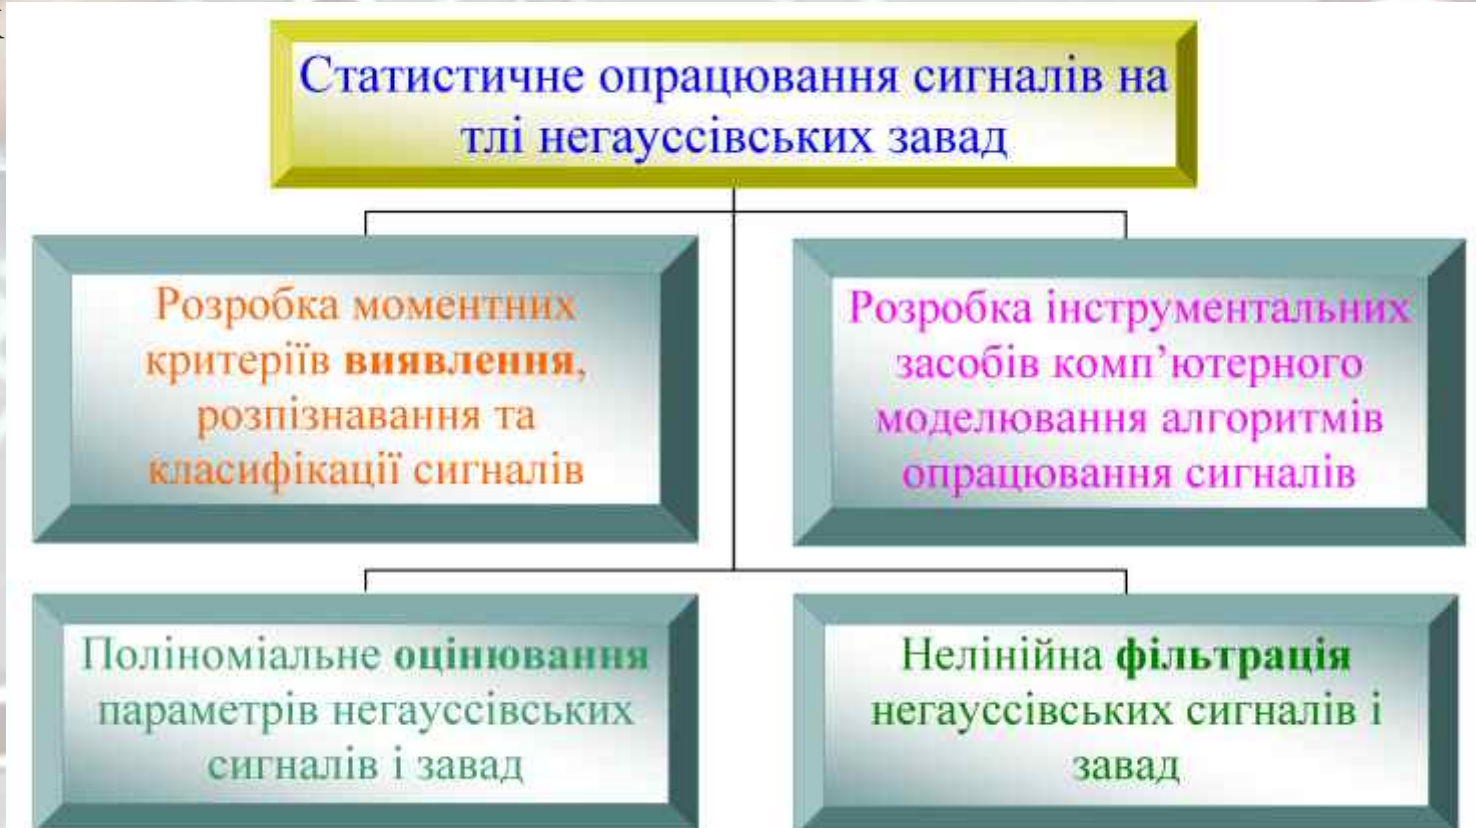 Статистичне опрацювання сигналів на
тлі негауссівських завад
Розробка моментних
критеріїв виявлення,
розпізнавання та
класифікації сигналів
Розробка інструментальних
засобів комп’ютерного
моделювання алгоритмів
опрацювання сигналів
Поліноміальне оцінювання
параметрів негауссівських
сигналів і завад
Нелінійна фільтрація
негауссівських сигналів і
завад